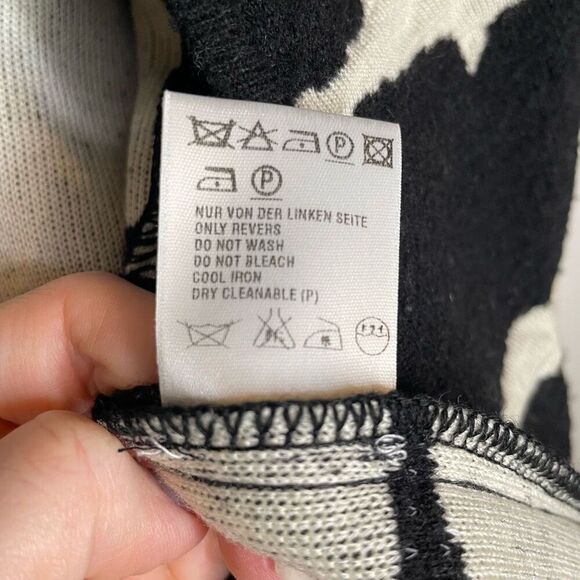 P
P
NUR VON DER LINKEN SEITE
ONLY REVERS
DO NOT WASH
DO NOT BLEACH
COOL IRON
DRY CLEANABLE (P)